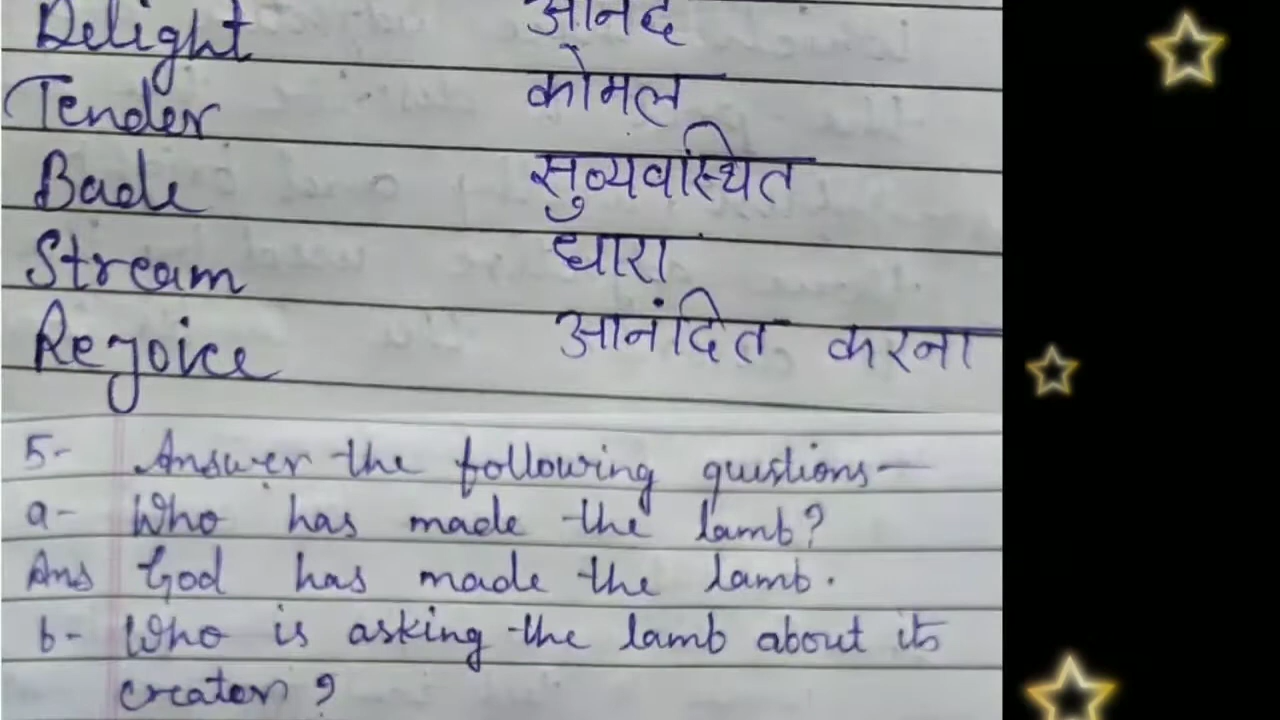 Delight आनंद
Tender कोमल
Bade सुव्यवस्थित
Stream धारा
Rejoice आनंदित करना
5- Answer the following questions-
a- Who has made the lamb?
Ans God has made the lamb.
b- Who is asking the lamb about its
creator?